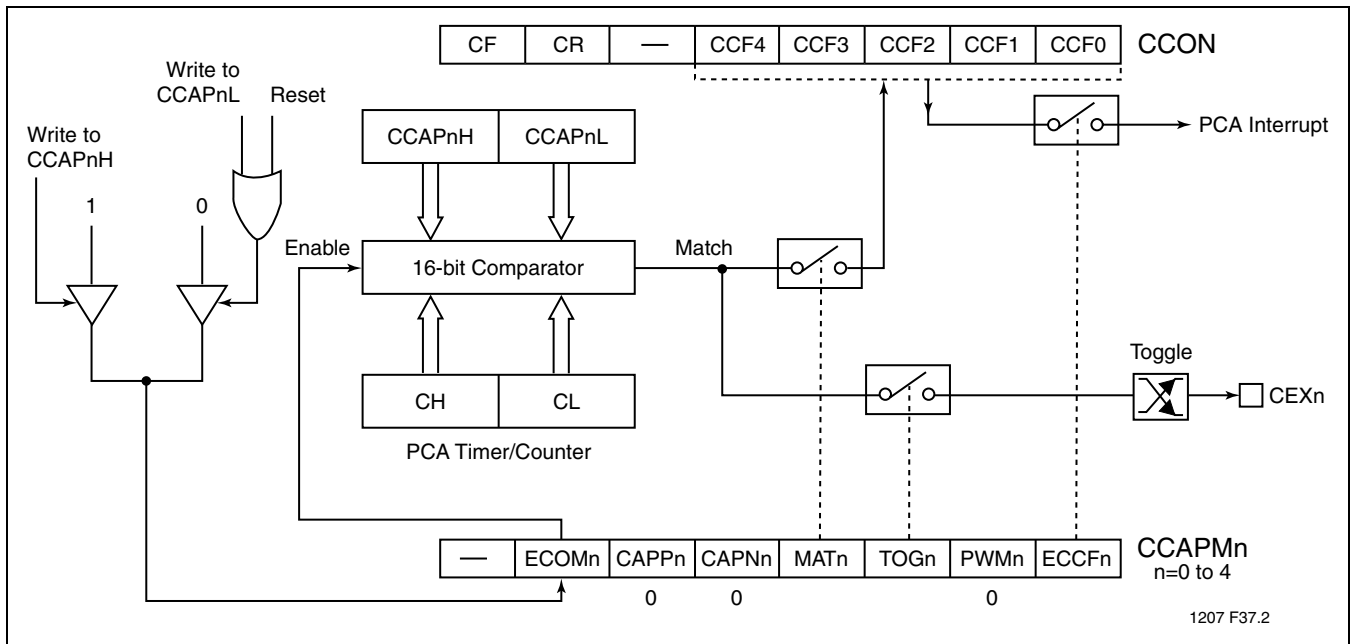 CF CR — CCF4 CCF3 CCF2 CCF1 CCF0 CCON
Write to
CCAPnL
Reset
Write to
CCAPnH
CCAPnH CCAPnL
PCA Interrupt
1 0
Enable
16-bit Comparator
Match
Toggle
CH CL
CEXn
PCA Timer/Counter
— ECOMn CAPPn CAPNn MATn TOGn PWMn ECCFn CCAPMn
n=0 to 4
0 0 0
1207 F37.2